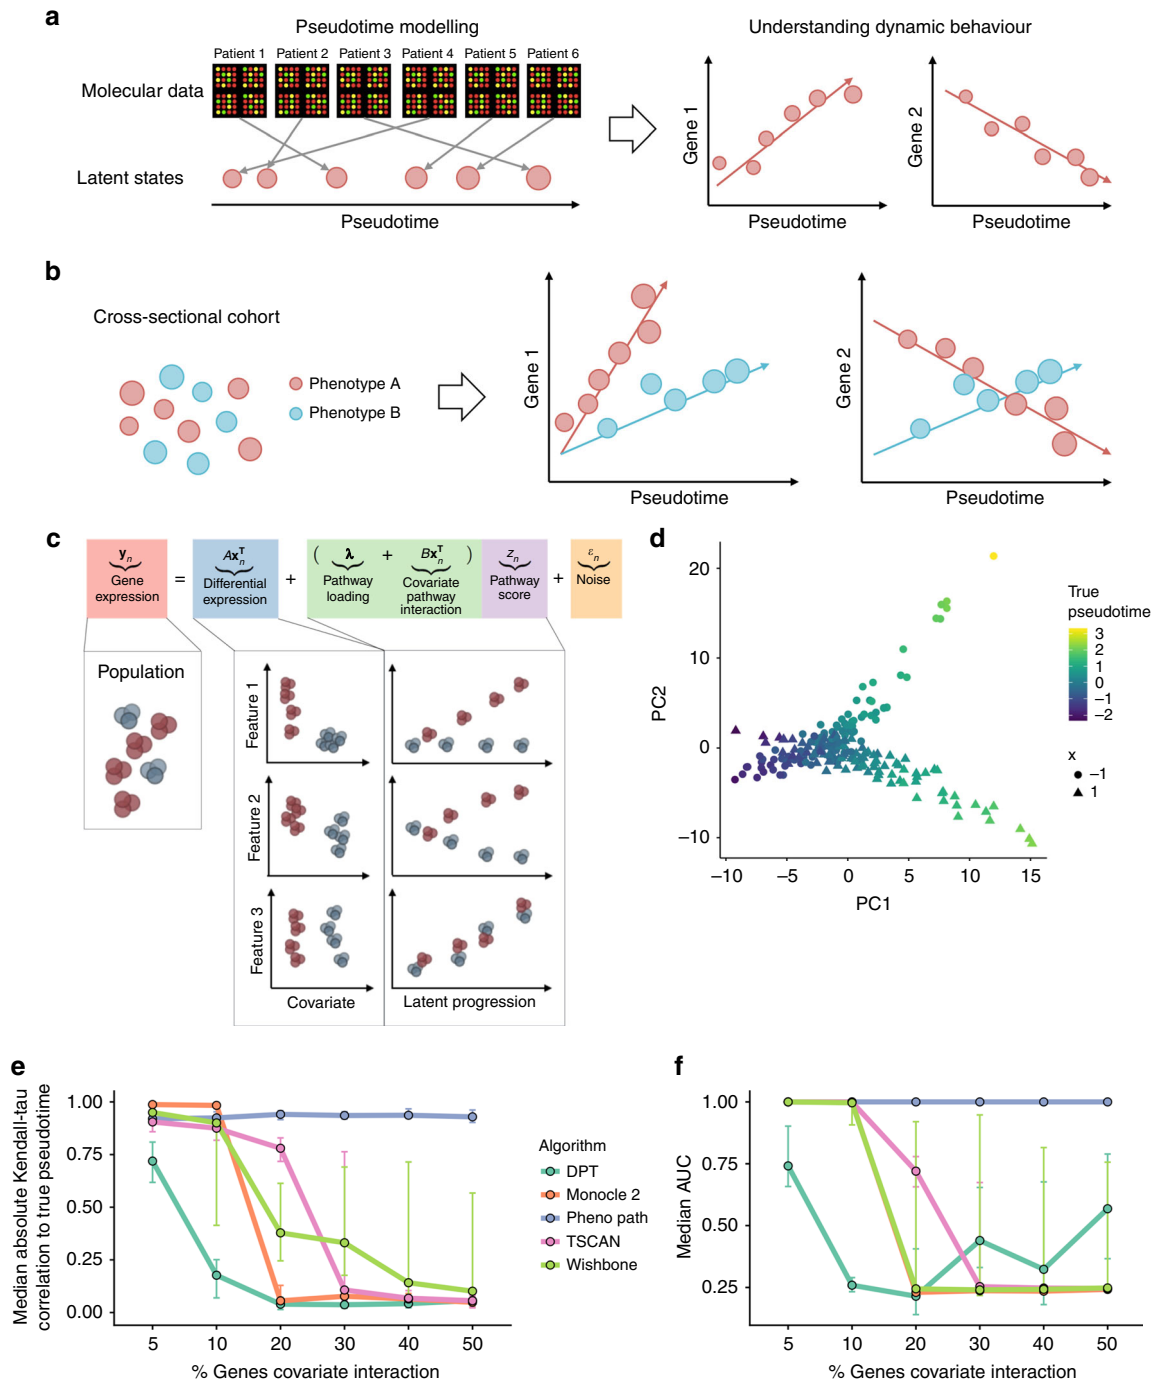 a
Pseudotime modelling
Understanding dynamic behaviour
Patient 1 Patient 2 Patient 3 Patient 4 Patient 5 Patient 6
Molecular data
Latent states
Pseudotime
Gene 1
Pseudotime
Gene 2
Pseudotime
b
Cross-sectional cohort
Phenotype A
Phenotype B
Gene 1
Pseudotime
Gene 2
Pseudotime
c
yₙ = Axₙᵀ + ( λ + Bxₙᵀ ) zₙ + εₙ
Gene expression
Differential expression
Pathway loading
Covariate pathway interaction
Pathway score
Noise
Population
Feature 1
Feature 2
Feature 3
Covariate
Latent progression
d
PC2
20
10
0
−10
−10 −5 0 5 10 15
PC1
True
pseudotime
3
2
1
0
−1
−2
x
−1
1
e
Median absolute Kendall-tau
correlation to true pseudotime
1.00
0.75
0.50
0.25
0.00
5 10 20 30 40 50
% Genes covariate interaction
Algorithm
DPT
Monocle 2
Pheno path
TSCAN
Wishbone
f
Median AUC
1.00
0.75
0.50
0.25
5 10 20 30 40 50
% Genes covariate interaction